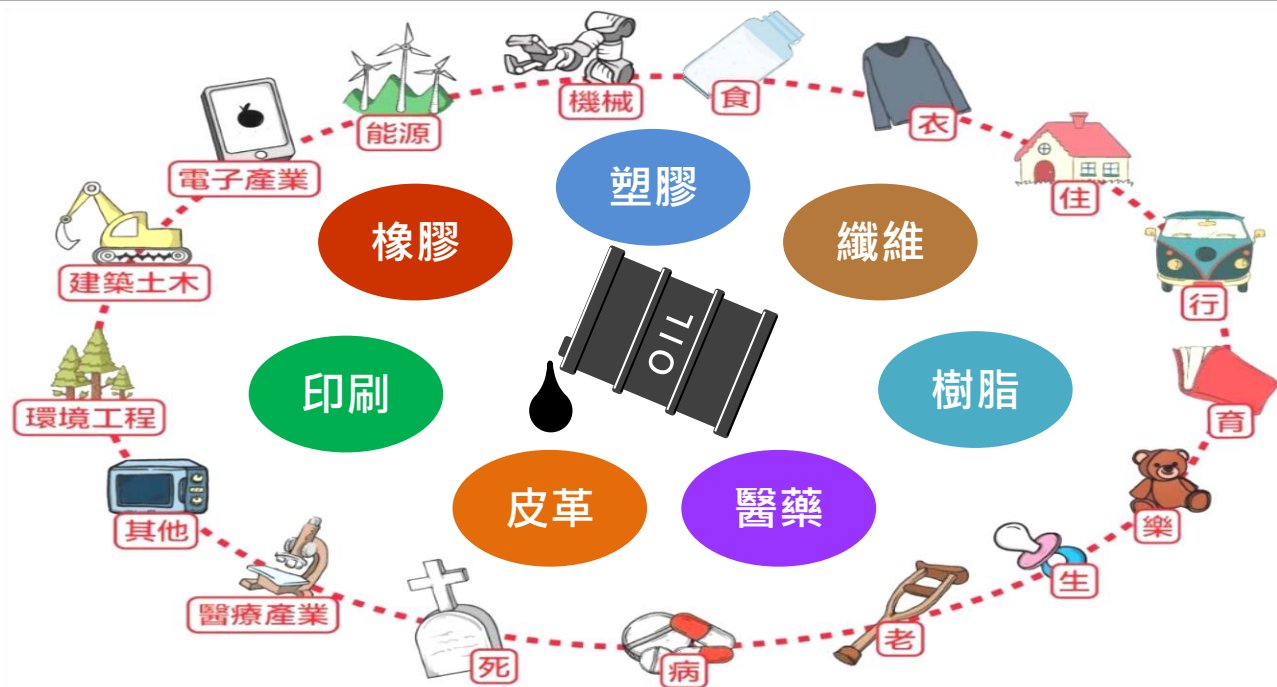 機械
食
衣
住
行
育
樂
生
老
病
死
醫療產業
其他
環境工程
建築土木
電子產業
能源
塑膠
纖維
樹脂
醫藥
皮革
印刷
橡膠
OIL